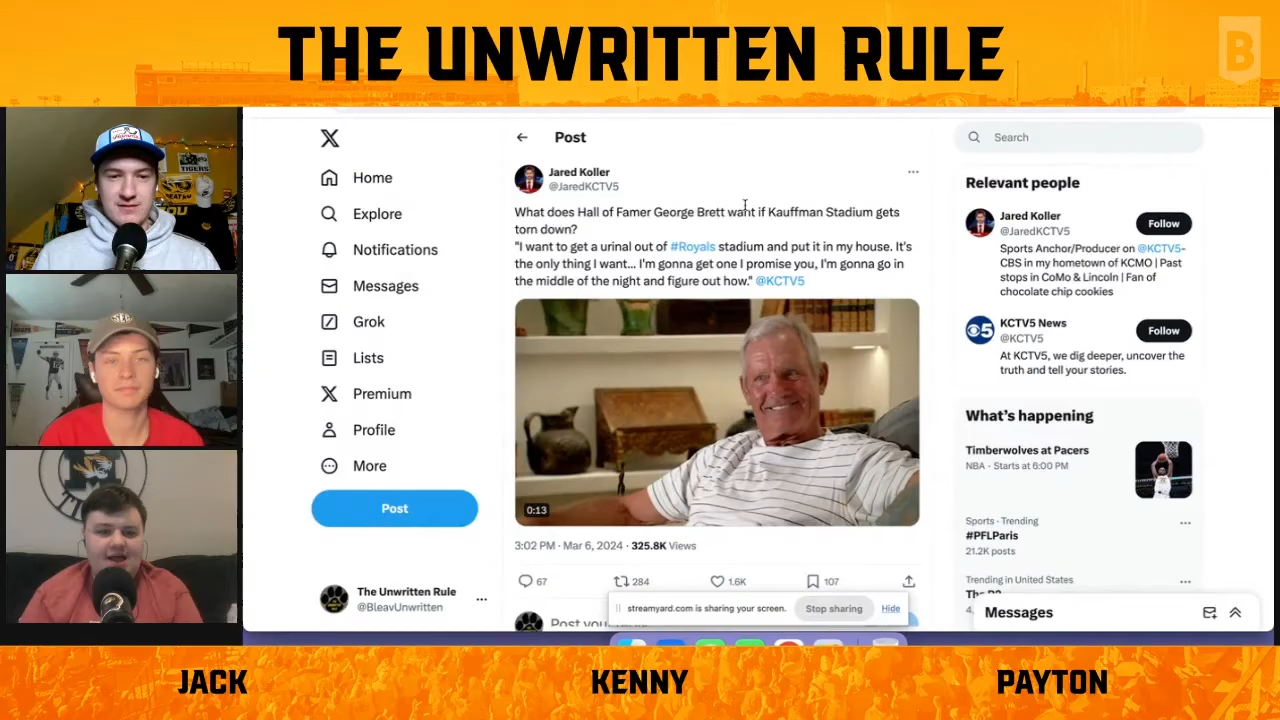 THE UNWRITTEN RULE
B
TIGERS
Home
Explore
Notifications
Messages
Grok
Lists
Premium
Profile
More
Post
The Unwritten Rule
@BleavUnwritten
Post
Jared Koller
@JaredKCTV5
What does Hall of Famer George Brett want if Kauffman Stadium gets
torn down?
"I want to get a urinal out of #Royals stadium and put it in my house. It's
the only thing I want... I'm gonna get one I promise you, I'm gonna go in
the middle of the night and figure out how." @KCTV5
0:13
3:02 PM · Mar 6, 2024 · 325.8K Views
67
284
1.6K
107
streamyard.com is sharing your screen.
Stop sharing
Hide
Post
Search
Relevant people
Jared Koller
@JaredKCTV5
Follow
Sports Anchor/Producer on @KCTV5-
CBS in my hometown of KCMO | Past
stops in CoMo & Lincoln | Fan of
chocolate chip cookies
KCTV5 News
@KCTV5
Follow
At KCTV5, we dig deeper, uncover the
truth and tell your stories.
What's happening
Timberwolves at Pacers
NBA · Starts at 6:00 PM
Sports · Trending
#PFLParis
21.2K posts
Trending in United States
Messages
JACK
KENNY
PAYTON